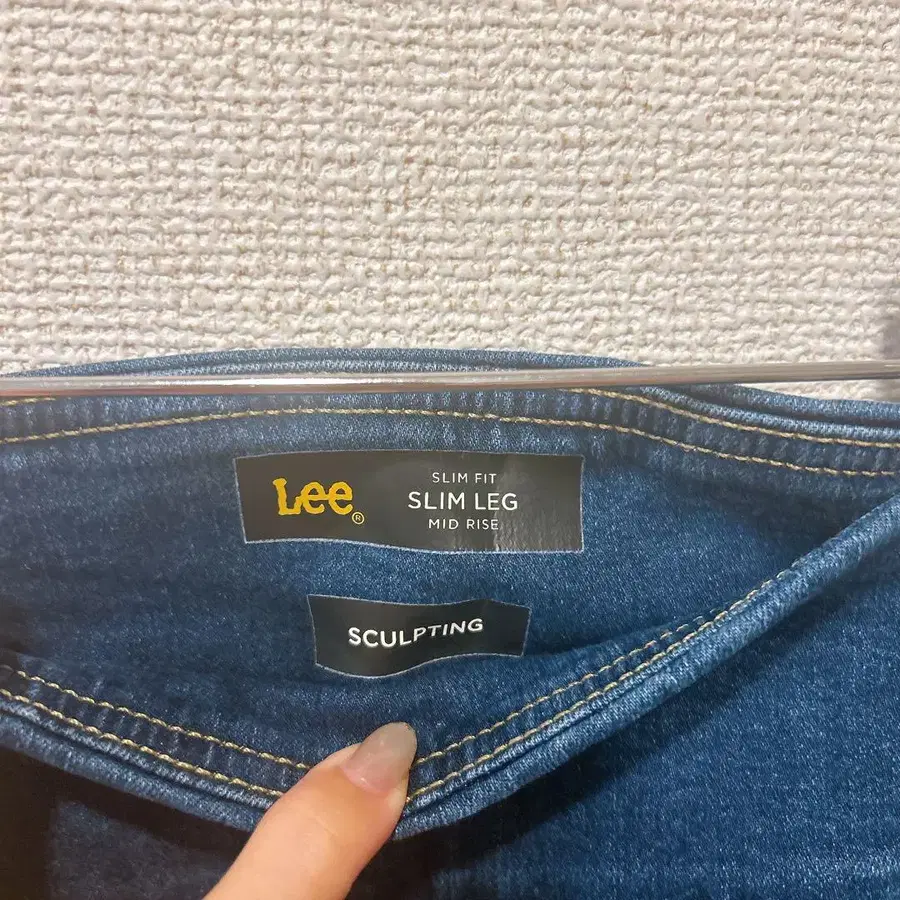 Lee®
SLIM FIT
SLIM LEG
MID RISE
SCULPTING